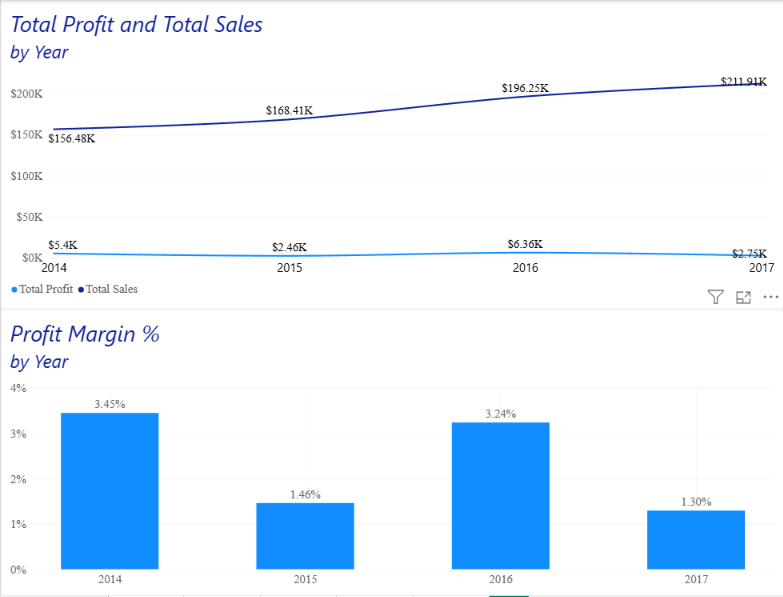 Total Profit and Total Sales
by Year
$200K
$150K
$100K
$50K
$0K
$156.48K
$168.41K
$196.25K
$211.91K
$5.4K
$2.46K
$6.36K
$2.75K
2014 2015 2016 2017
Total Profit Total Sales
Profit Margin %
by Year
4%
3%
2%
1%
0%
3.45%
1.46%
3.24%
1.30%
2014 2015 2016 2017